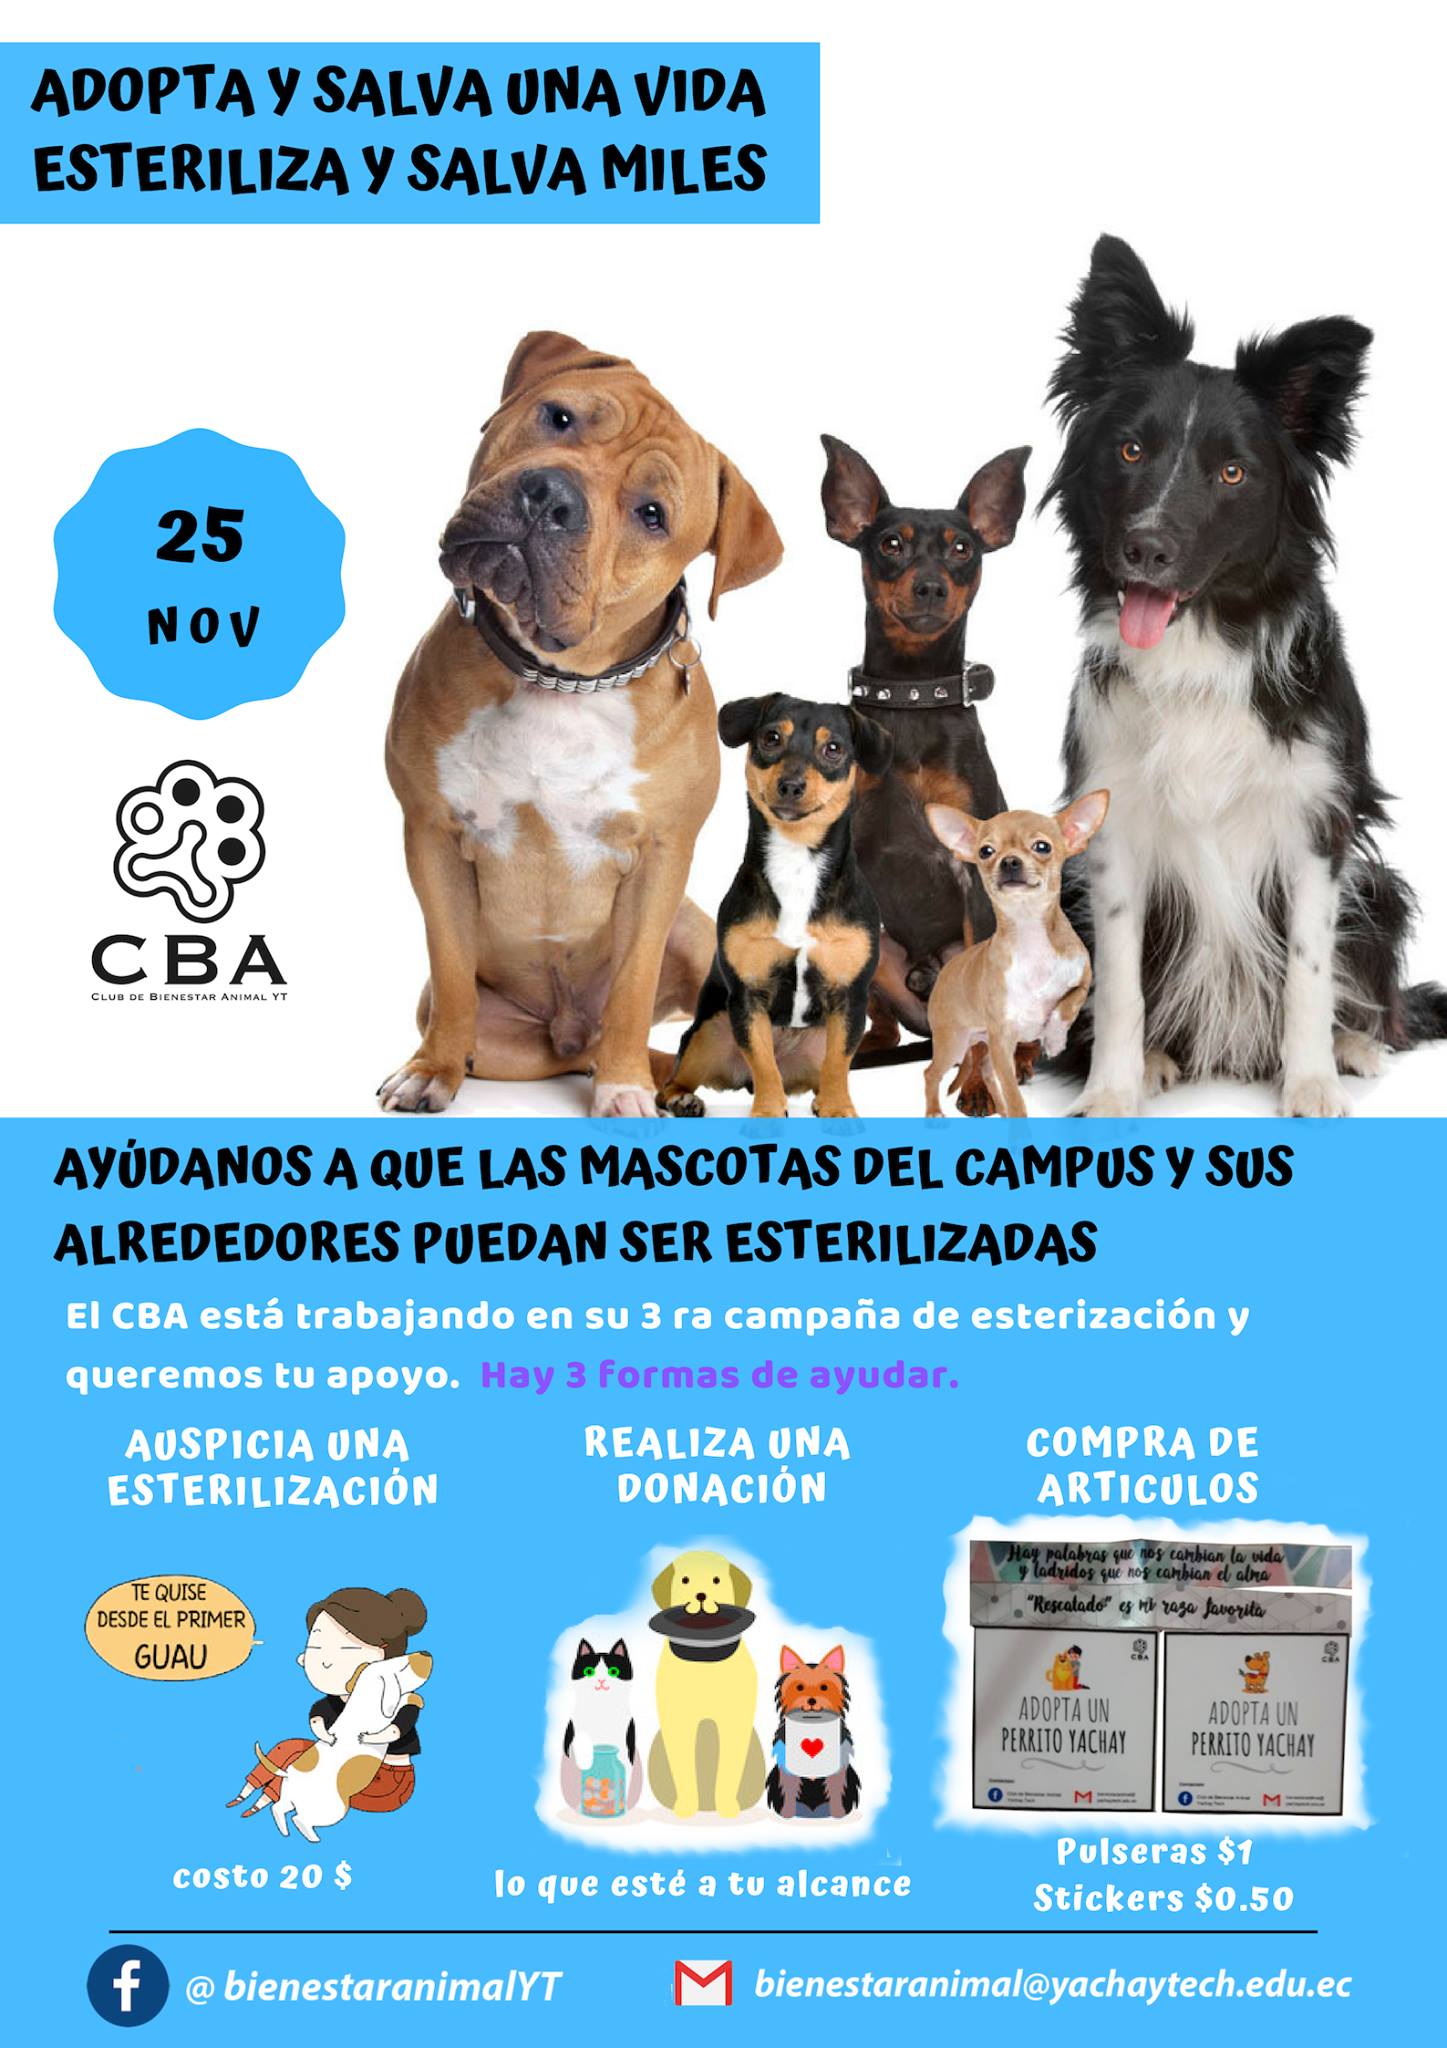 ADOPTA Y SALVA UNA VIDA
ESTERILIZA Y SALVA MILES
25
NOV
CBA
CLUB DE BIENESTAR ANIMAL YT
AYÚDANOS A QUE LAS MASCOTAS DEL CAMPUS Y SUS
ALREDEDORES PUEDAN SER ESTERILIZADAS
El CBA está trabajando en su 3 ra campaña de esterización y
queremos tu apoyo. Hay 3 formas de ayudar.
AUSPICIA UNA
ESTERILIZACIÓN
TE QUISE
DESDE EL PRIMER
GUAU
costo 20 $
REALIZA UNA
DONACIÓN
lo que esté a tu alcance
COMPRA DE
ARTICULOS
Hay palabras que nos cambian la vida
y ladridos que nos cambian el alma
"Rescatado" es mi raza favorita
CBA
ADOPTA UN
PERRITO YACHAY
CBA
ADOPTA UN
PERRITO YACHAY
Pulseras $1
Stickers $0.50
@ bienestaranimalYT
bienestaranimal@yachaytech.edu.ec